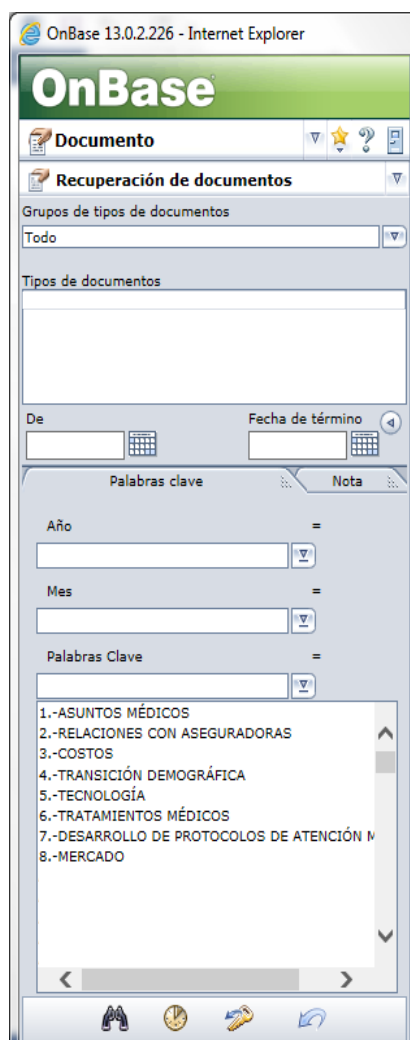 OnBase 13.0.2.226 - Internet Explorer
OnBase
Documento
Recuperación de documentos
Grupos de tipos de documentos
Todo
Tipos de documentos
De Fecha de término
Palabras clave Nota
Año =
Mes =
Palabras Clave =
1.-ASUNTOS MÉDICOS
2.-RELACIONES CON ASEGURADORAS
3.-COSTOS
4.-TRANSICIÓN DEMOGRÁFICA
5.-TECNOLOGÍA
6.-TRATAMIENTOS MÉDICOS
7.-DESARROLLO DE PROTOCOLOS DE ATENCIÓN M
8.-MERCADO